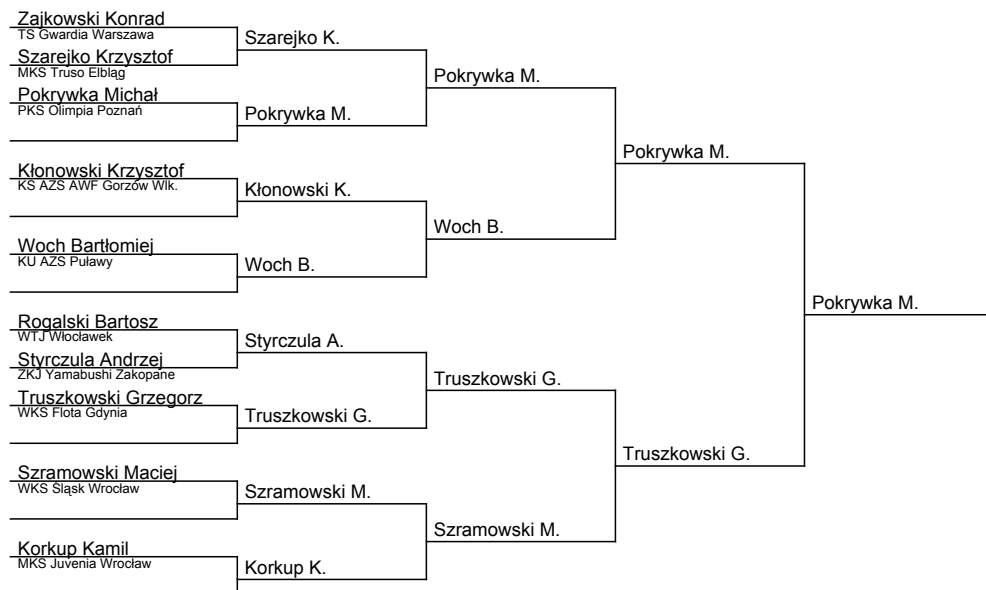 Zajkowski Konrad
TS Gwardia Warszawa
Szarejko Krzysztof
MKS Truso Elbląg
Pokrywka Michał
PKS Olimpia Poznań
Kłonowski Krzysztof
KS AZS AWF Gorzów Wlk.
Woch Bartłomiej
KU AZS Puławy
Rogalski Bartosz
WTJ Włocławek
Styrczula Andrzej
ZKJ Yamabushi Zakopane
Truszkowski Grzegorz
WKS Flota Gdynia
Szramowski Maciej
WKS Śląsk Wrocław
Korkup Kamil
MKS Juvenia Wrocław
Szarejko K.
Pokrywka M.
Kłonowski K.
Woch B.
Styrczula A.
Truszkowski G.
Szramowski M.
Korkup K.
Pokrywka M.
Woch B.
Truszkowski G.
Szramowski M.
Pokrywka M.
Truszkowski G.
Pokrywka M.